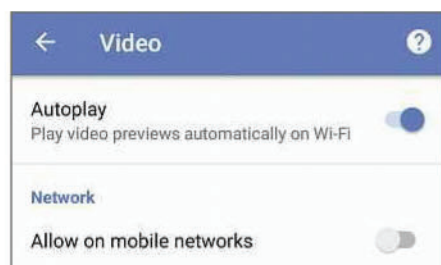 Video
Autoplay
Play video previews automatically on Wi-Fi
Network
Allow on mobile networks